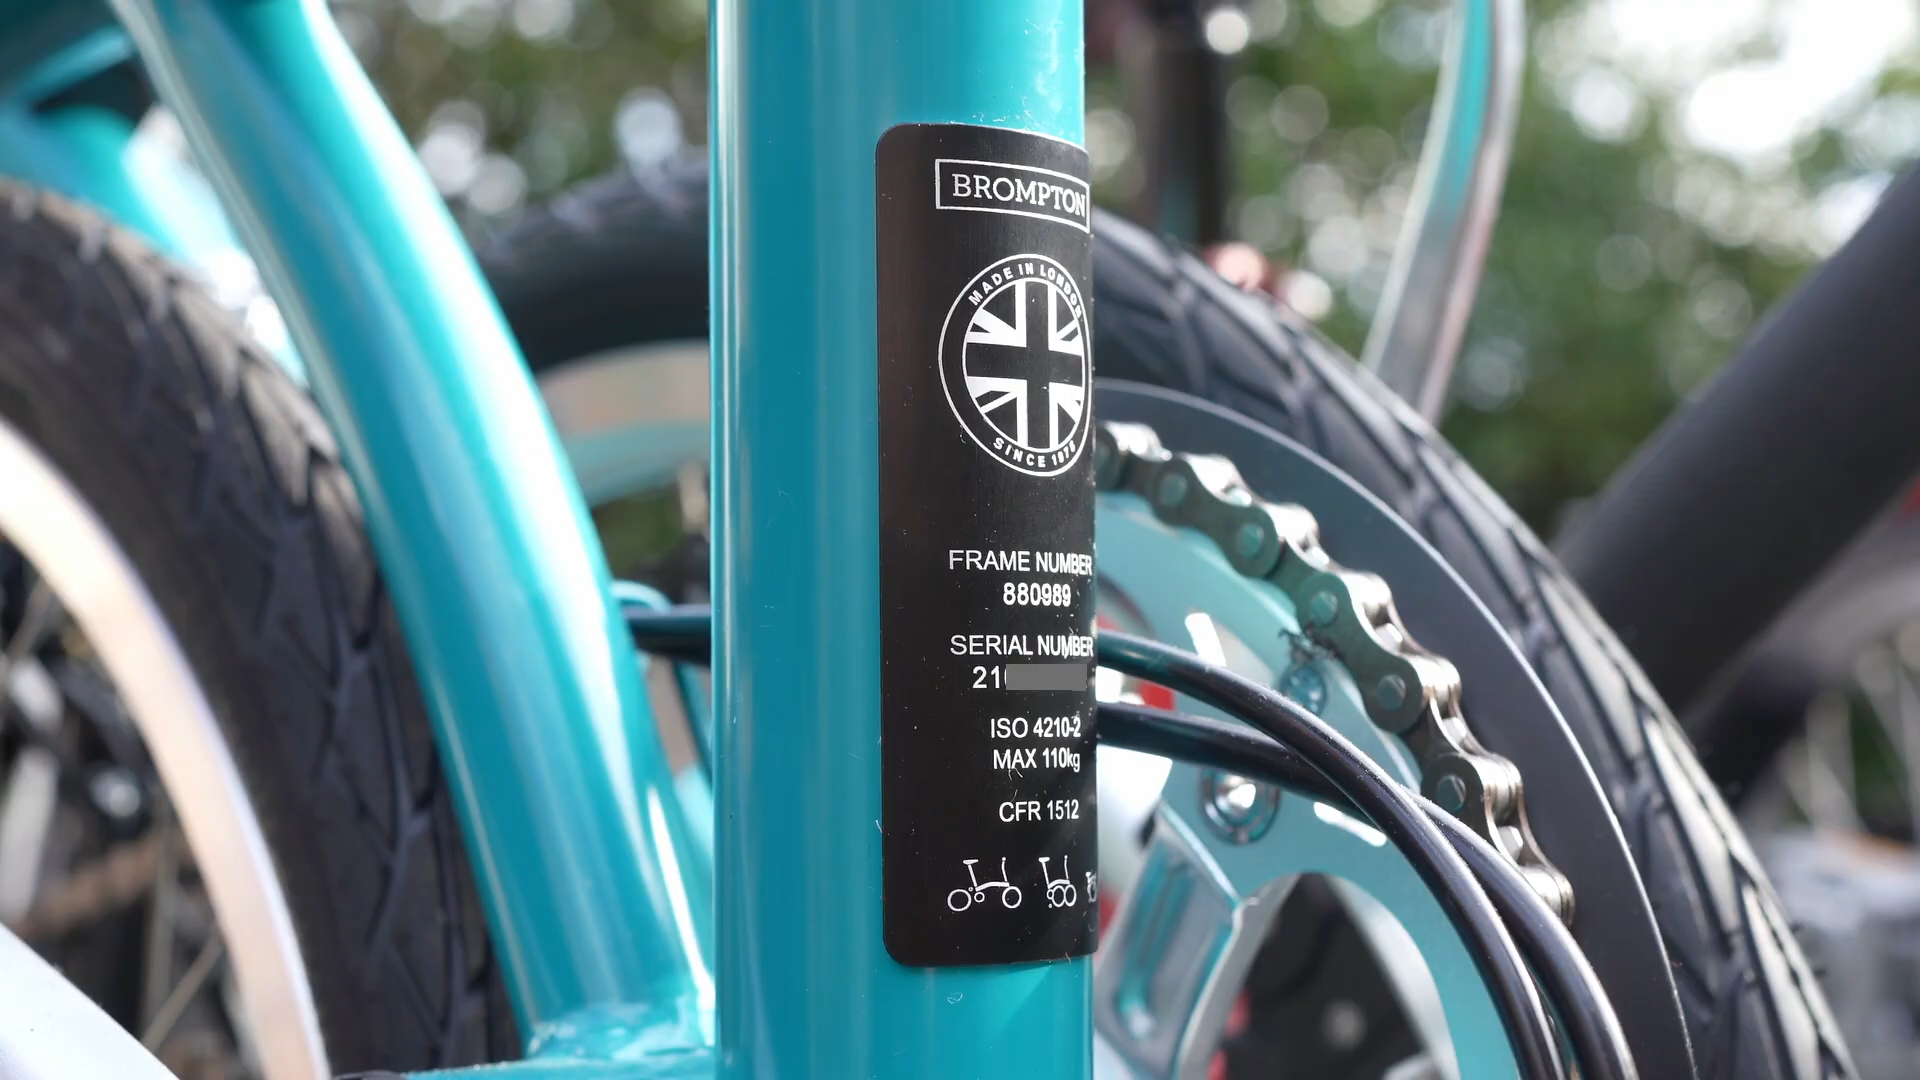 BROMPTON
MADE IN LONDON
SINCE 1976
FRAME NUMBER
880989
SERIAL NUMBER
21
ISO 4210-2
MAX 110kg
CFR 1512